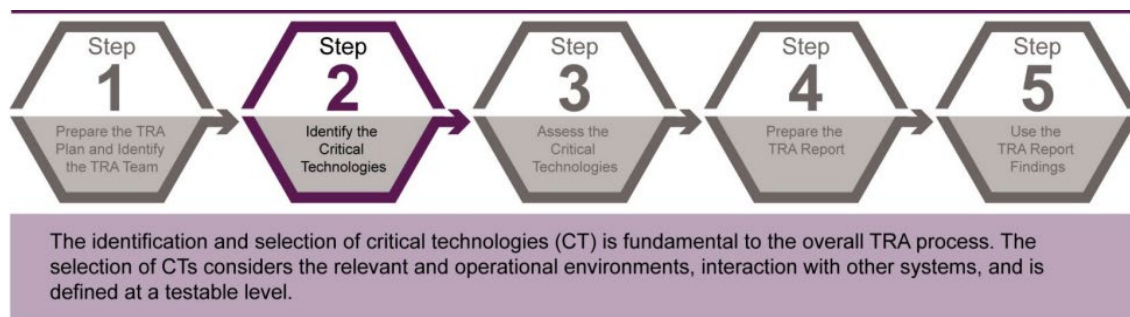 Step
1
Prepare the TRA
Plan and Identify
the TRA Team
Step
2
Identify the
Critical
Technologies
Step
3
Assess the
Critical
Technologies
Step
4
Prepare the
TRA Report
Step
5
Use the
TRA Report
Findings
The identification and selection of critical technologies (CT) is fundamental to the overall TRA process. The
selection of CTs considers the relevant and operational environments, interaction with other systems, and is
defined at a testable level.